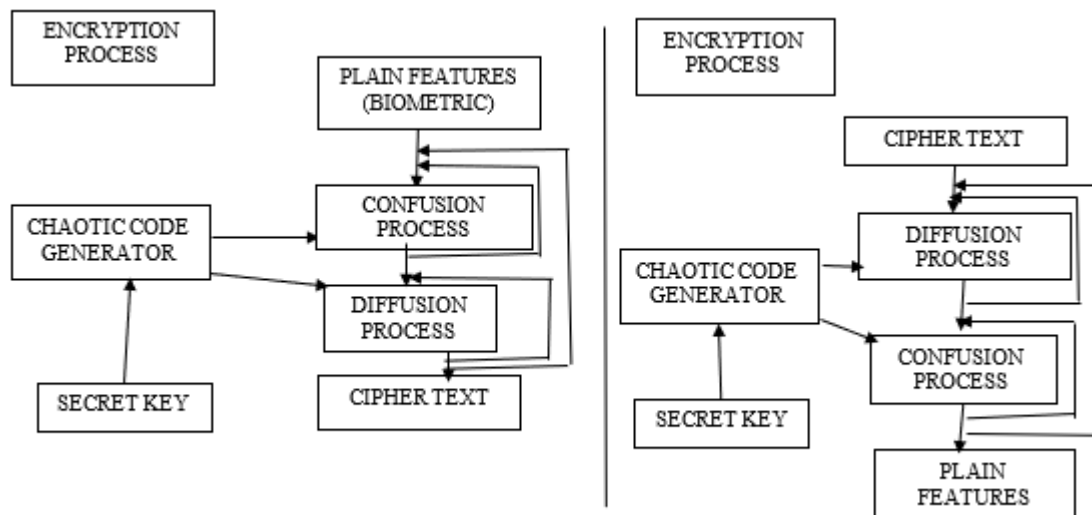 ENCRYPTION
PROCESS
PLAIN FEATURES
(BIOMETRIC)
CONFUSION
PROCESS
CHAOTIC CODE
GENERATOR
DIFFUSION
PROCESS
SECRET KEY
CIPHER TEXT
ENCRYPTION
PROCESS
CIPHER TEXT
DIFFUSION
PROCESS
CHAOTIC CODE
GENERATOR
CONFUSION
PROCESS
SECRET KEY
PLAIN
FEATURES